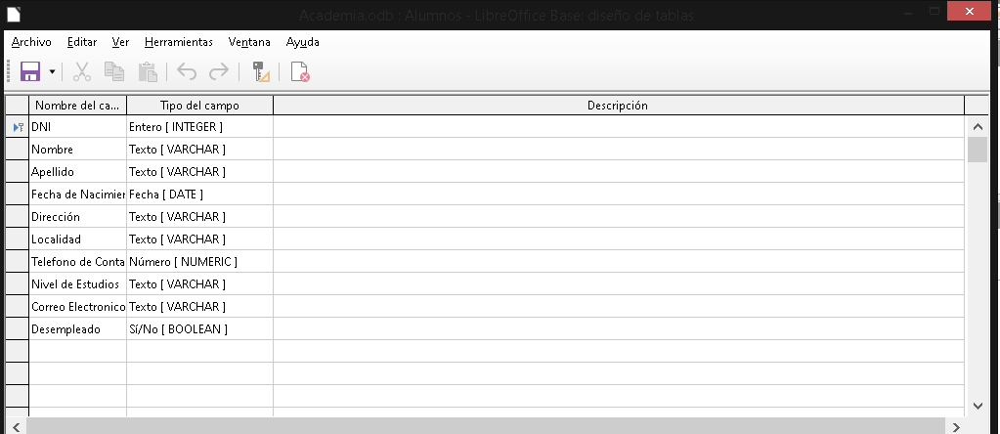 Academia.odb : Alumnos - LibreOffice Base: diseño de tablas
Archivo Editar Ver Herramientas Ventana Ayuda
Nombre del ca... Tipo del campo Descripción
DNI Entero [ INTEGER ]
Nombre Texto [ VARCHAR ]
Apellido Texto [ VARCHAR ]
Fecha de Nacimier Fecha [ DATE ]
Dirección Texto [ VARCHAR ]
Localidad Texto [ VARCHAR ]
Telefono de Conta Número [ NUMERIC ]
Nivel de Estudios Texto [ VARCHAR ]
Correo Electronico Texto [ VARCHAR ]
Desempleado Sí/No [ BOOLEAN ]